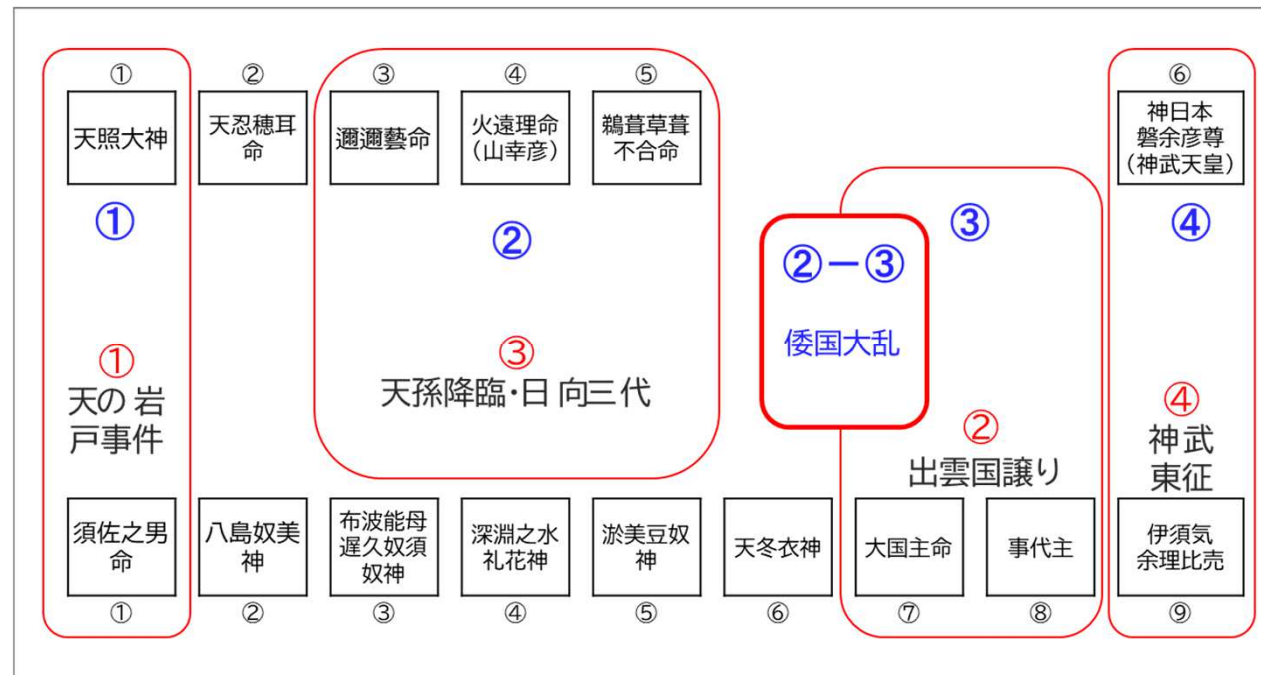 ① ② ③ ④ ⑤ ⑥
天照大神
天忍穂耳
命
邇邇藝命
火遠理命
(山幸彦)
鵜葺草葺
不合命
神日本
磐余彦尊
(神武天皇)
① ② ③ ④
②ー③
倭国大乱
①
天の岩
戸事件
③
天孫降臨・日向三代
②
出雲国譲り
④
神武
東征
須佐之男
命
八島奴美
神
布波能母
遅久奴須
奴神
深淵之水
礼花神
淤美豆奴
神
天冬衣神
大国主命
事代主
伊須気
余理比売
① ② ③ ④ ⑤ ⑥ ⑦ ⑧ ⑨